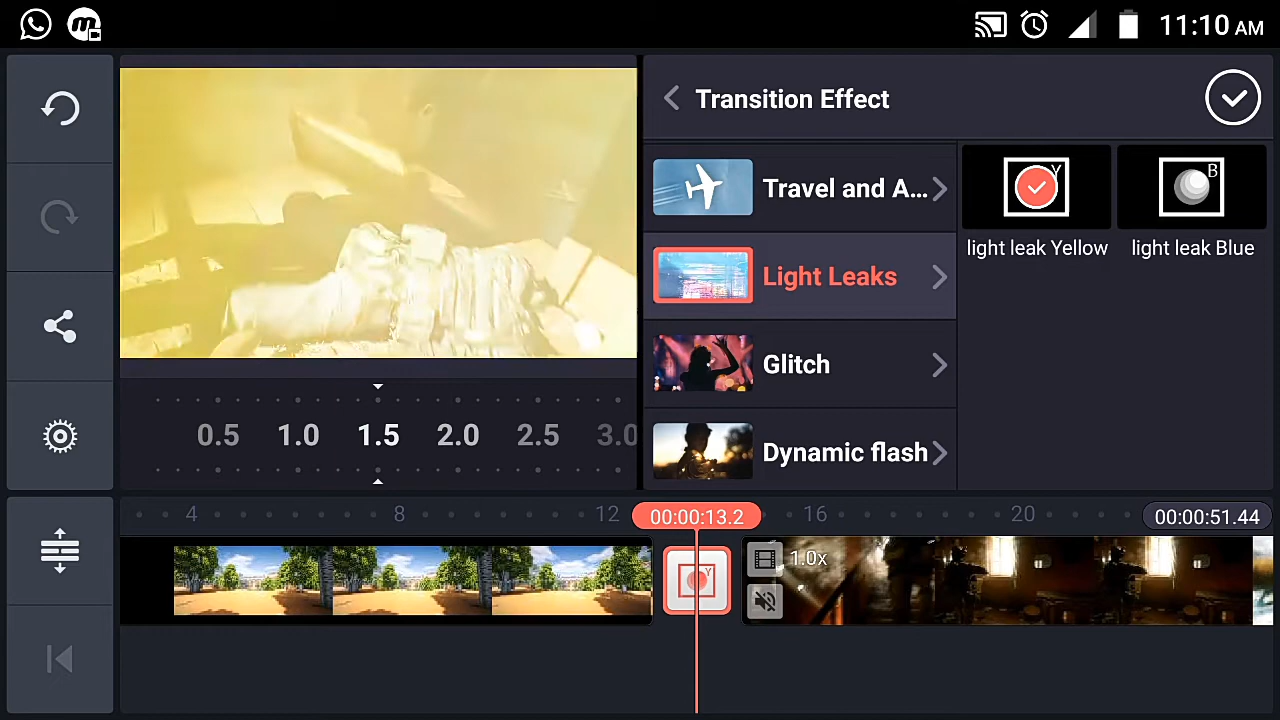 11:10 AM
Transition Effect
Travel and A...
Light Leaks
Glitch
Dynamic flash
Y
B
light leak Yellow
light leak Blue
0.5 1.0 1.5 2.0 2.5 3.0
4 8 12 00:00:13.2 16 20 00:00:51.44
Y
1.0x